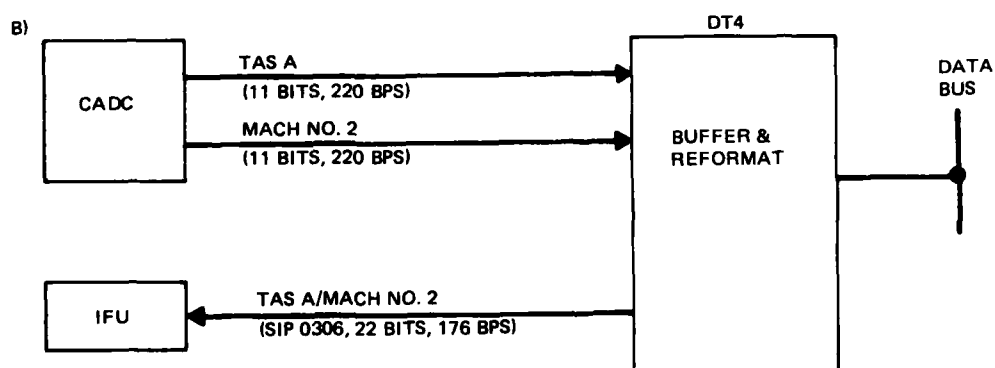 B)
DT4
CADC
TAS A
(11 BITS, 220 BPS)
MACH NO. 2
(11 BITS, 220 BPS)
BUFFER &
REFORMAT
DATA
BUS
IFU
TAS A/MACH NO. 2
(SIP 0306, 22 BITS, 176 BPS)